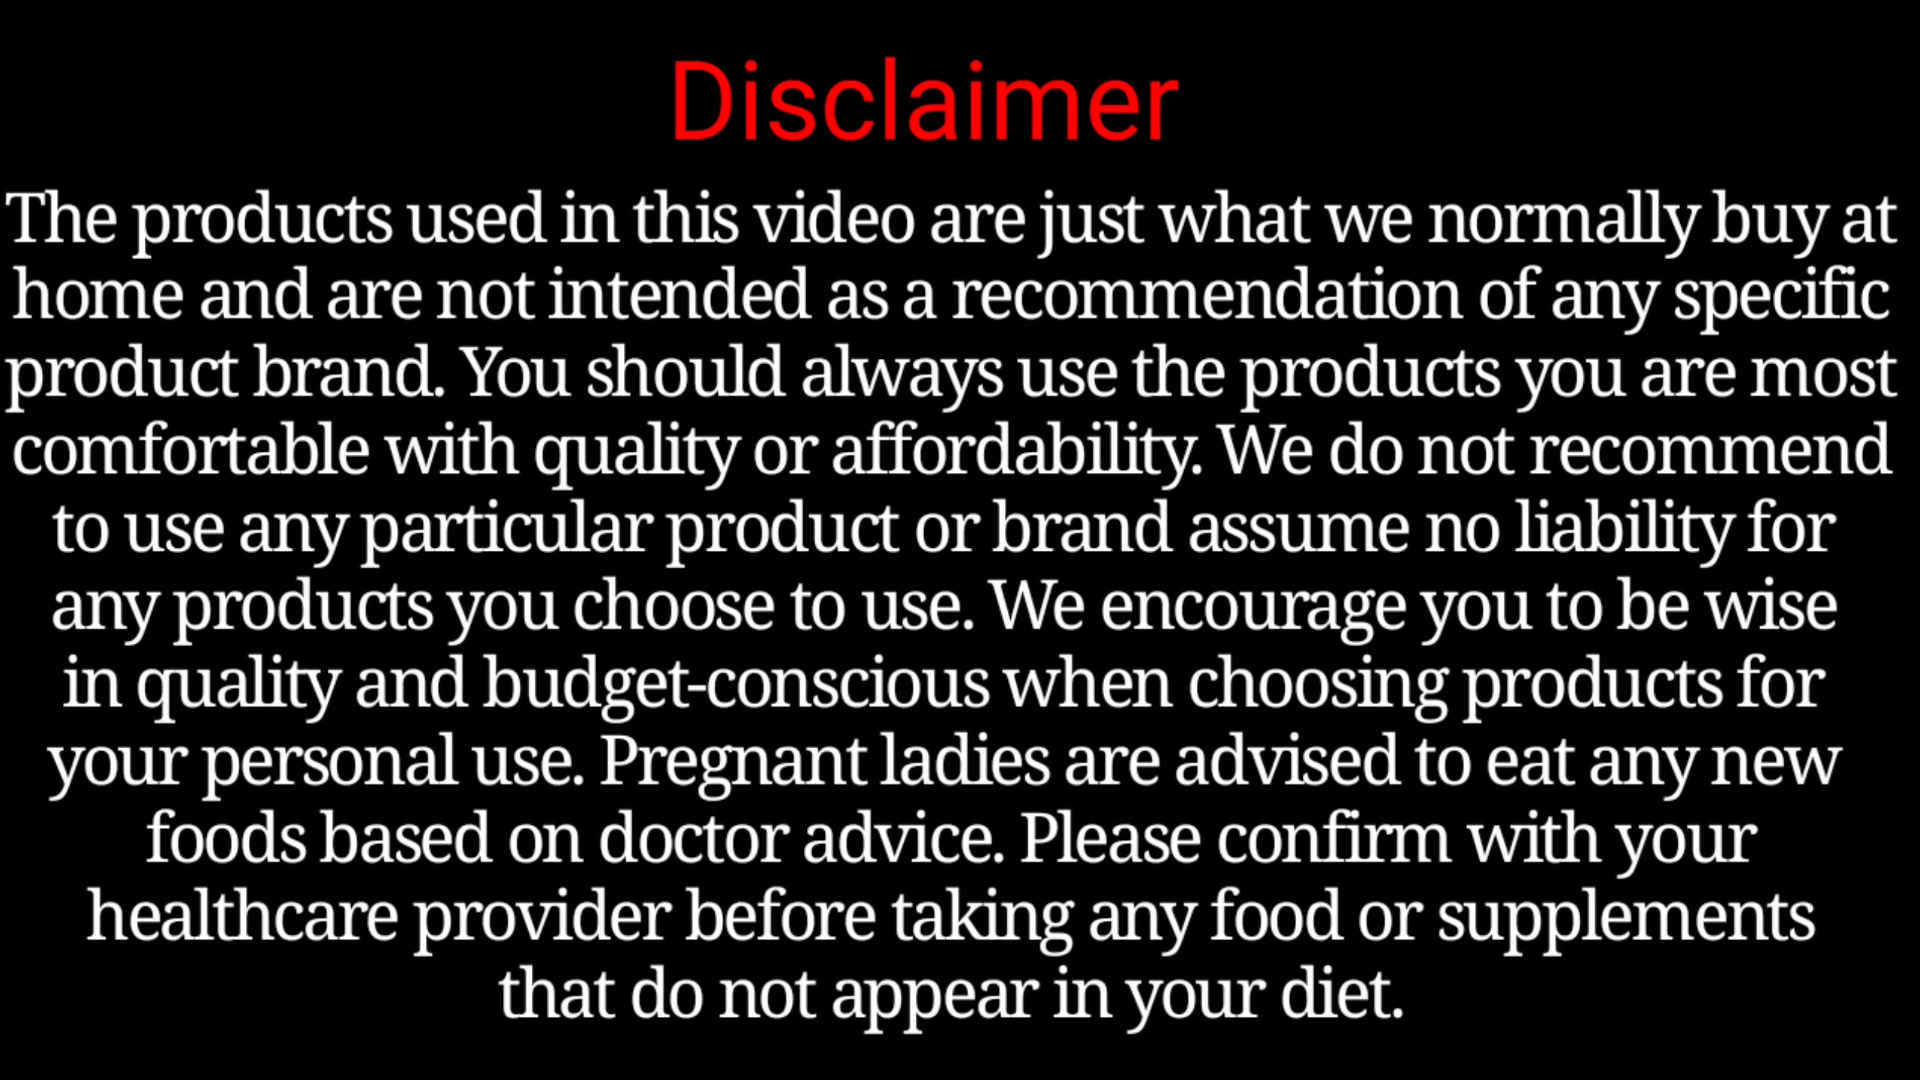 Disclaimer
The products used in this video are just what we normally buy at
home and are not intended as a recommendation of any specific
product brand. You should always use the products you are most
comfortable with quality or affordability. We do not recommend
to use any particular product or brand assume no liability for
any products you choose to use. We encourage you to be wise
in quality and budget-conscious when choosing products for
your personal use. Pregnant ladies are advised to eat any new
foods based on doctor advice. Please confirm with your
healthcare provider before taking any food or supplements
that do not appear in your diet.